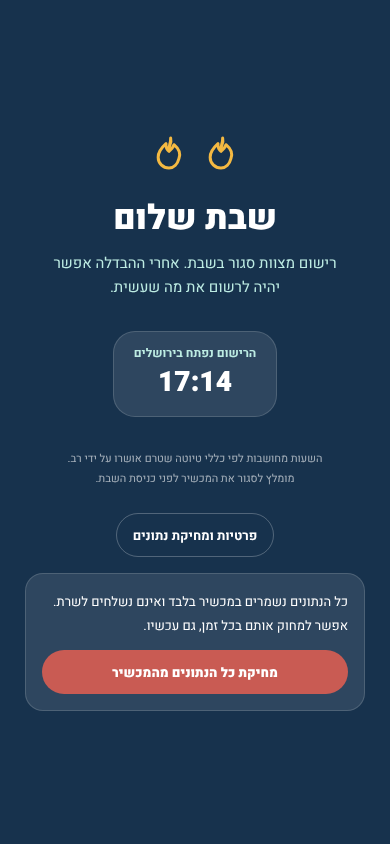 שבת שלום
רישום מצוות סגור בשבת. אחרי ההבדלה אפשר
יהיה לרשום את מה שעשית.
הרישום נפתח בירושלים
17:14
השעות מחושבות לפי כללי טיוטה שטרם אושרו על ידי רב.
מומלץ לסגור את המכשיר לפני כניסת השבת.
פרטיות ומחיקת נתונים
כל הנתונים נשמרים במכשיר בלבד ואינם נשלחים לשרת.
אפשר למחוק אותם בכל זמן, גם עכשיו.
מחיקת כל הנתונים מהמכשיר